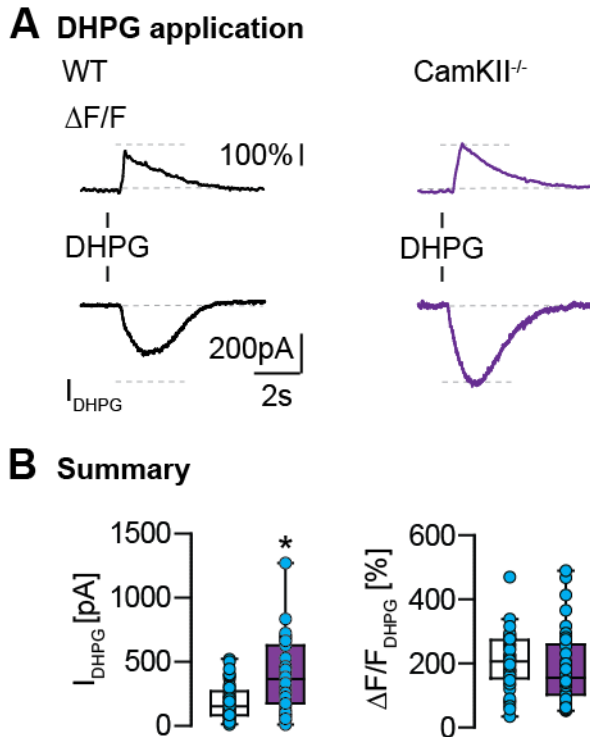 A DHPG application
WT CamKII-/-
ΔF/F
100%
DHPG DHPG
200pA
2s
IDHPG
B Summary
IDHPG [pA]
1500
1000
500
0
*
ΔF/FDHPG [%]
600
400
200
0